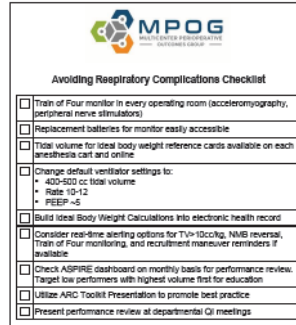 MPOG
MULTICENTER PERIOPERATIVE
OUTCOMES GROUP
Avoiding Respiratory Complications Checklist
Train of Four monitor in every operating room (acceleromyography,
peripheral nerve stimulators)
Replacement batteries for monitor easily accessible
Tidal volume for ideal body weight reference cards available on each
anesthesia cart and online
Change default ventilator settings to:
• 400-500 cc tidal volume
• Rate 10-12
• PEEP ~5
Build Ideal Body Weight Calculations into electronic health record
Consider real-time alerting options for TV>10cc/kg, NMB reversal,
Train of Four monitoring, and recruitment maneuver reminders if
available
Check ASPIRE dashboard on monthly basis for performance review.
Target low performers with highest volume first for education
Utilize ARC Toolkit Presentation to promote best practice
Present performance review at departmental QI meetings